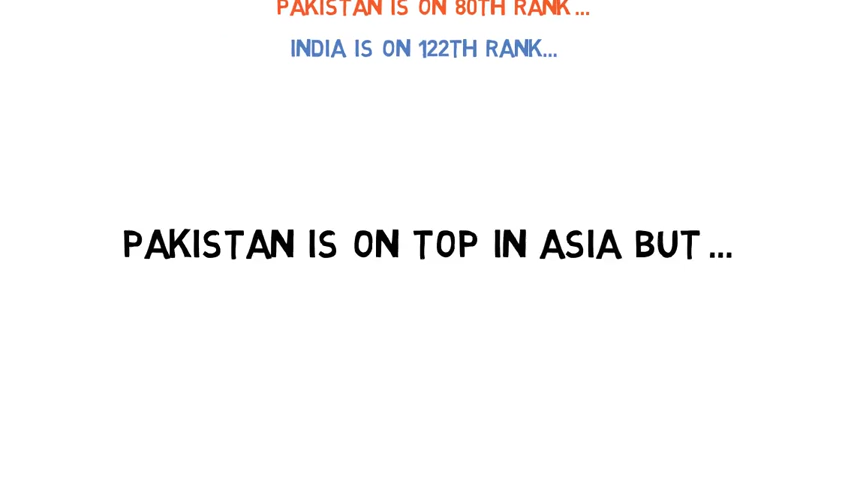 PAKISTAN IS ON 80TH RANK...
INDIA IS ON 122TH RANK...
PAKISTAN IS ON TOP IN ASIA BUT...